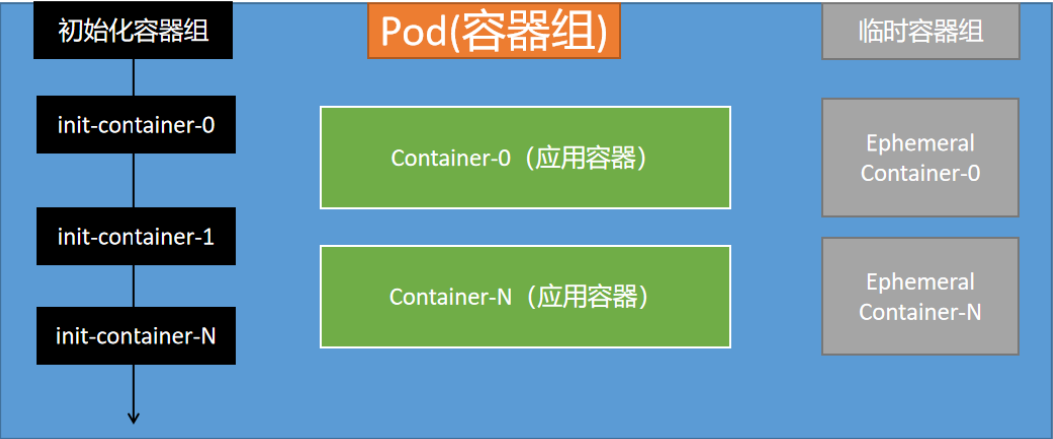 初始化容器组
Pod(容器组)
临时容器组
init-container-0
init-container-1
init-container-N
Container-0（应用容器）
Container-N（应用容器）
Ephemeral
Container-0
Ephemeral
Container-N